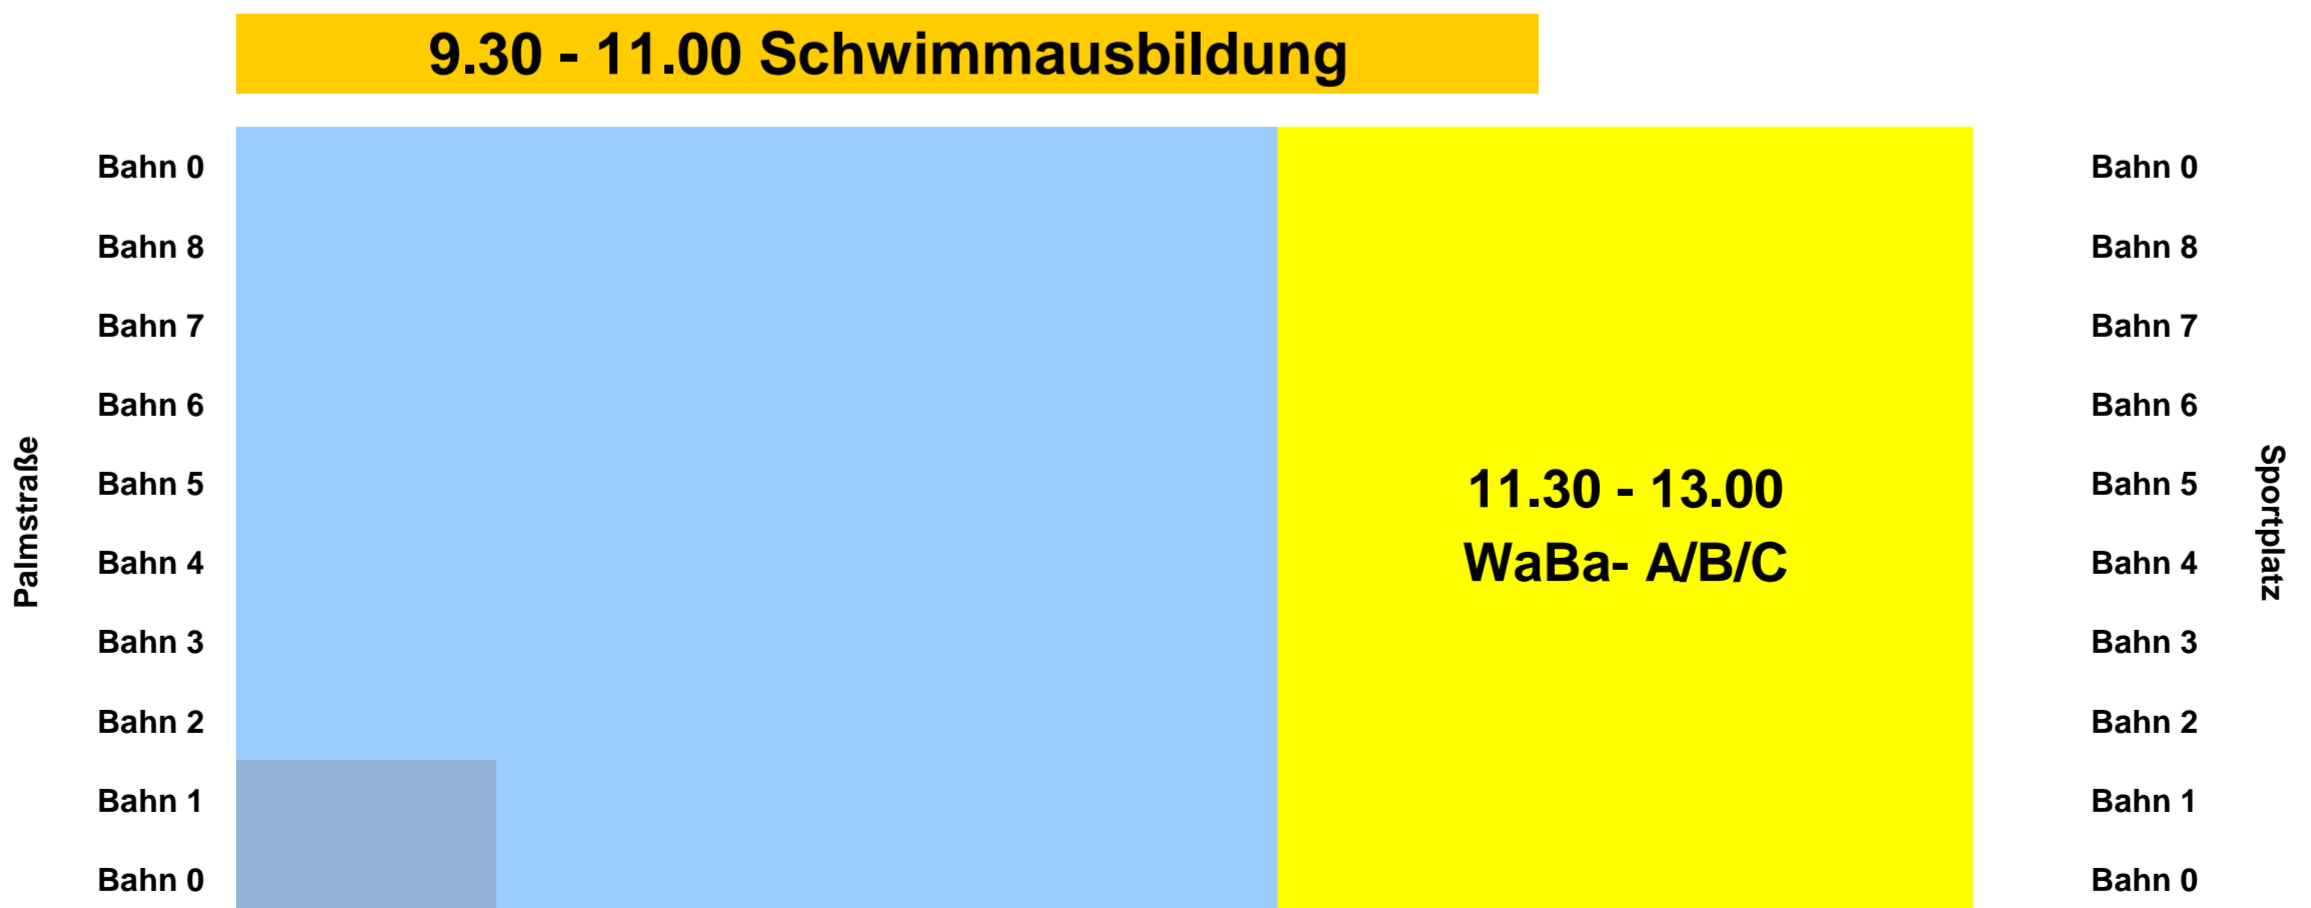 9.30 - 11.00 Schwimmausbildung
Bahn 0 Bahn 0
Bahn 8 Bahn 8
Bahn 7 Bahn 7
Bahn 6 Bahn 6
Palmstraße
Bahn 5 11.30 - 13.00 Bahn 5
Sportplatz
Bahn 4 WaBa- A/B/C Bahn 4
Bahn 3 Bahn 3
Bahn 2 Bahn 2
Bahn 1 Bahn 1
Bahn 0 Bahn 0